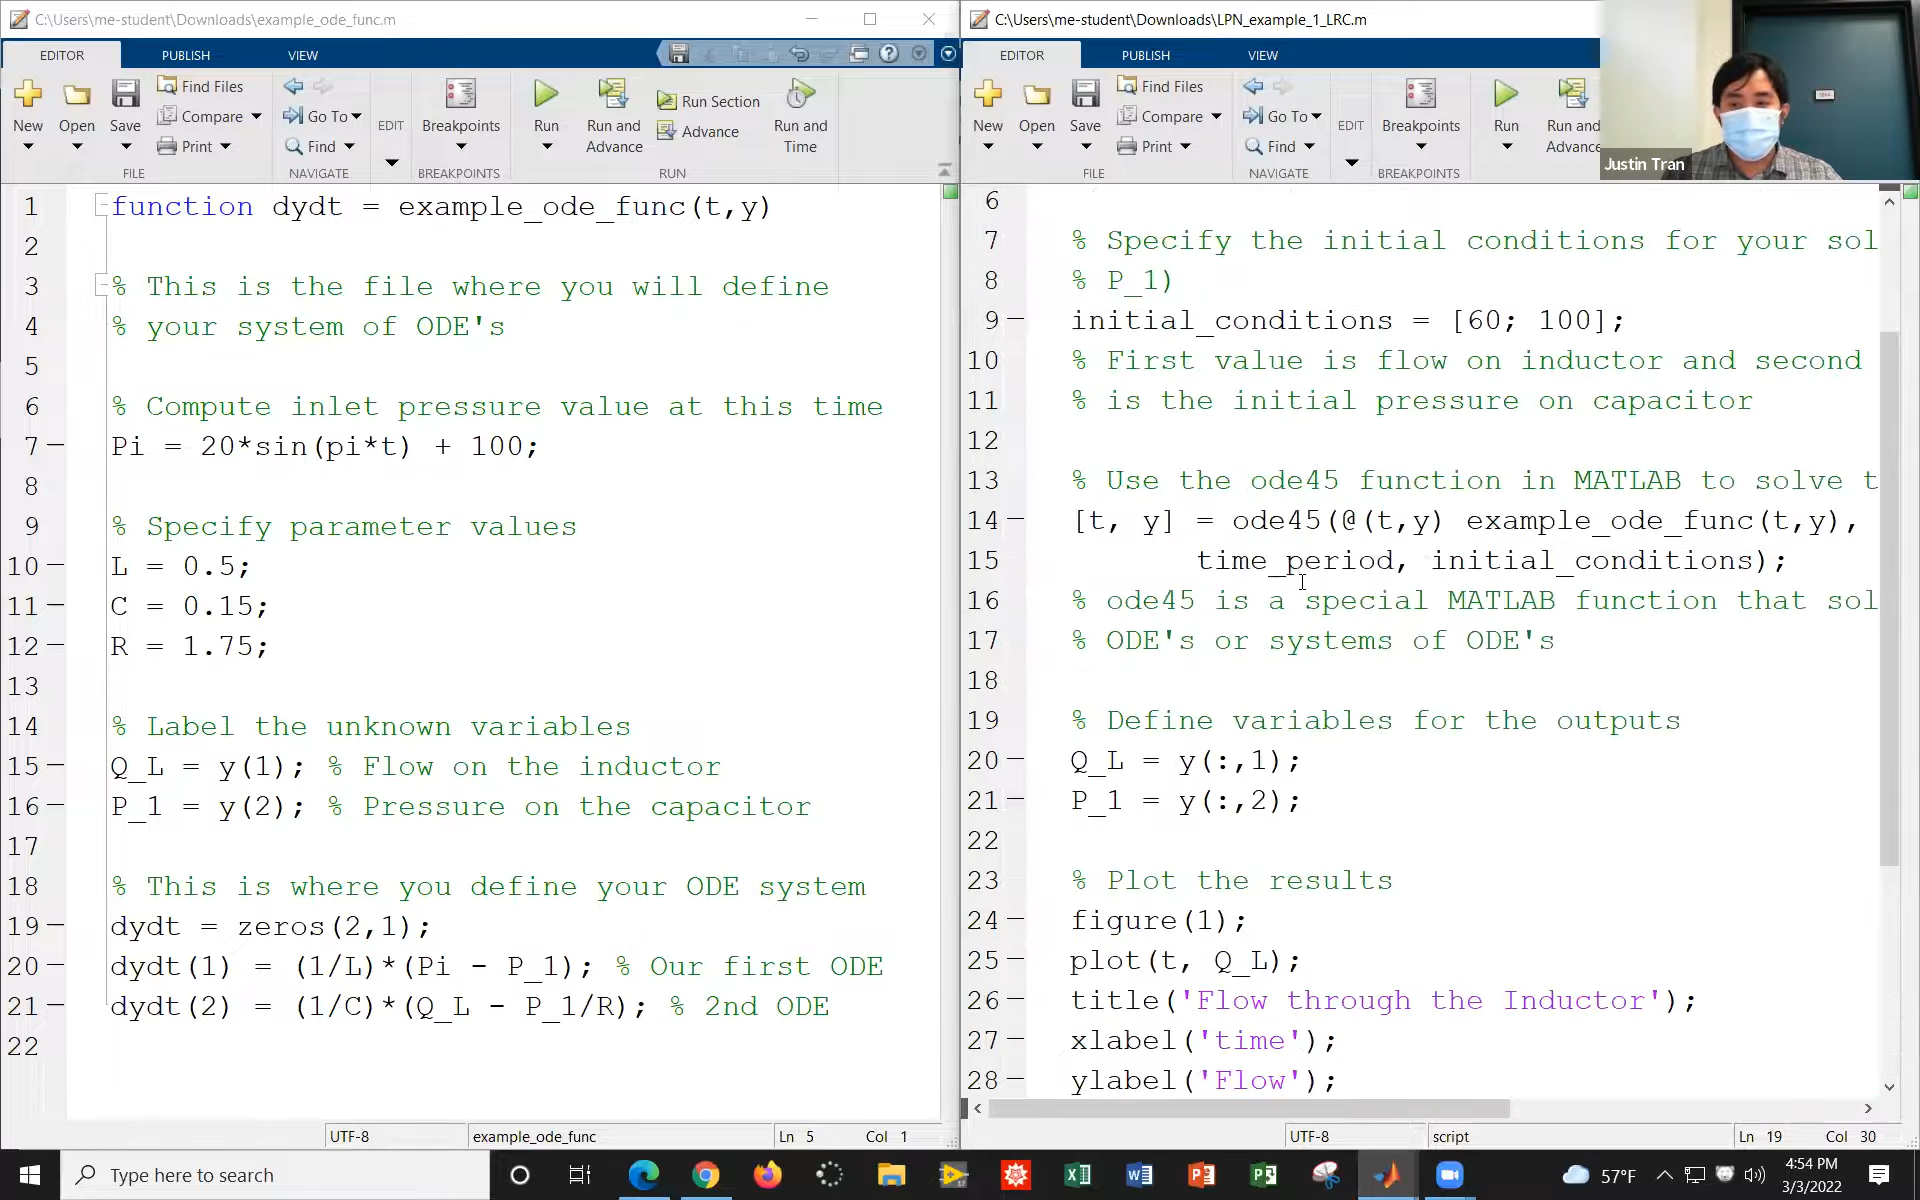 C:\Users\me-student\Downloads\example_ode_func.m
EDITOR PUBLISH VIEW
New Open Save Find Files Compare Print FILE
Go To Find NAVIGATE
EDIT
Breakpoints BREAKPOINTS
Run Run and Advance Run Section Advance Run and Time RUN
1 function dydt = example_ode_func(t,y)
2
3 % This is the file where you will define
4 % your system of ODE's
5
6 % Compute inlet pressure value at this time
7 Pi = 20*sin(pi*t) + 100;
8
9 % Specify parameter values
10 L = 0.5;
11 C = 0.15;
12 R = 1.75;
13
14 % Label the unknown variables
15 Q_L = y(1); % Flow on the inductor
16 P_1 = y(2); % Pressure on the capacitor
17
18 % This is where you define your ODE system
19 dydt = zeros(2,1);
20 dydt(1) = (1/L)*(Pi - P_1); % Our first ODE
21 dydt(2) = (1/C)*(Q_L - P_1/R); % 2nd ODE
22
UTF-8 example_ode_func Ln 5 Col 1
C:\Users\me-student\Downloads\LPN_example_1_LRC.m
EDITOR PUBLISH VIEW
New Open Save Find Files Compare Print FILE
Go To Find NAVIGATE
EDIT
Breakpoints BREAKPOINTS
Run Run and Advance
Justin Tran
6
7 % Specify the initial conditions for your sol
8 % P_1)
9 initial_conditions = [60; 100];
10 % First value is flow on inductor and second
11 % is the initial pressure on capacitor
12
13 % Use the ode45 function in MATLAB to solve t
14 [t, y] = ode45(@(t,y) example_ode_func(t,y),
15 time_period, initial_conditions);
16 % ode45 is a special MATLAB function that sol
17 % ODE's or systems of ODE's
18
19 % Define variables for the outputs
20 Q_L = y(:,1);
21 P_1 = y(:,2);
22
23 % Plot the results
24 figure(1);
25 plot(t, Q_L);
26 title('Flow through the Inductor');
27 xlabel('time');
28 ylabel('Flow');
UTF-8 script Ln 19 Col 30
Type here to search
57°F
4:54 PM
3/3/2022